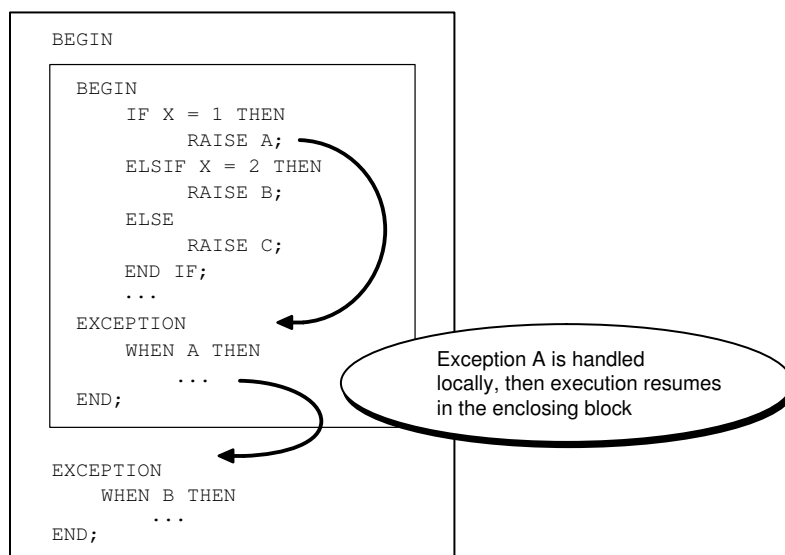 BEGIN
BEGIN
IF X = 1 THEN
RAISE A;
ELSIF X = 2 THEN
RAISE B;
ELSE
RAISE C;
END IF;
...
EXCEPTION
WHEN A THEN
...
END;
Exception A is handled
locally, then execution resumes
in the enclosing block
EXCEPTION
WHEN B THEN
...
END;